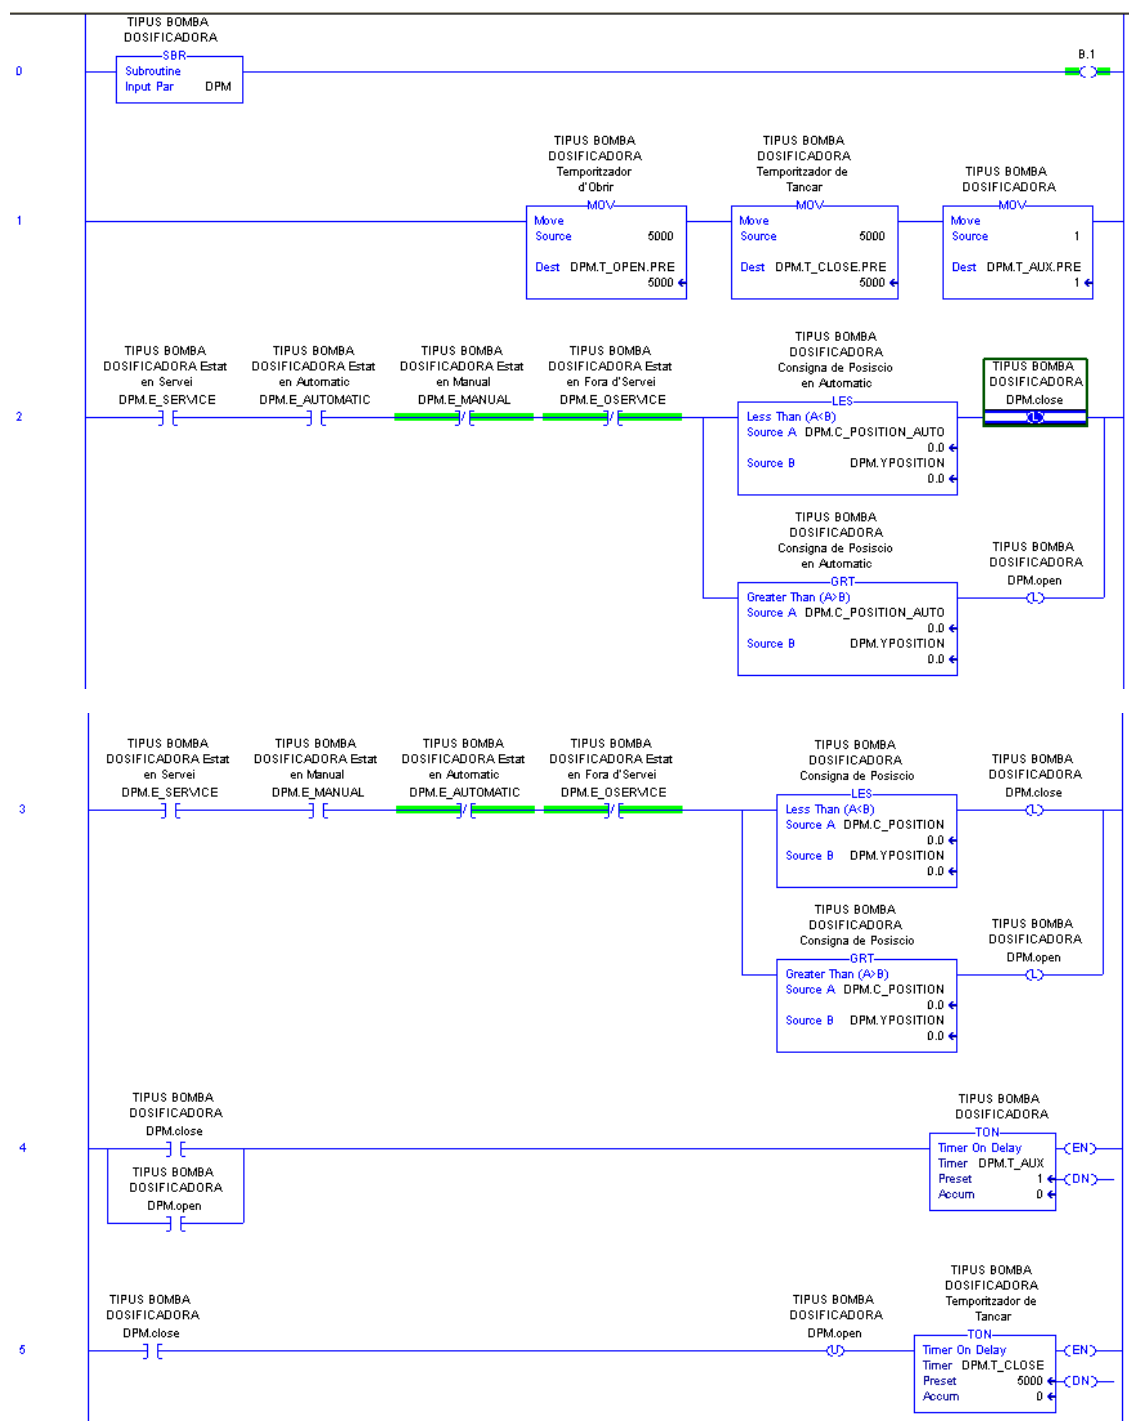 TIPUS BOMBA
DOSIFICADORA
SBR
Subroutine
Input Par DPM
B.1
0
TIPUS BOMBA
DOSIFICADORA
Temporitzador
d'Obrir
MOV
Move
Source 5000
Dest DPM.T_OPEN.PRE
5000
TIPUS BOMBA
DOSIFICADORA
Temporitzador de
Tancar
MOV
Move
Source 5000
Dest DPM.T_CLOSE.PRE
5000
TIPUS BOMBA
DOSIFICADORA
MOV
Move
Source 1
Dest DPM.T_AUX.PRE
1
1
TIPUS BOMBA
DOSIFICADORA Estat
en Servei
DPM.E_SERVICE
TIPUS BOMBA
DOSIFICADORA Estat
en Automatic
DPM.E_AUTOMATIC
TIPUS BOMBA
DOSIFICADORA Estat
en Manual
DPM.E_MANUAL
TIPUS BOMBA
DOSIFICADORA Estat
en Fora d'Servei
DPM.E_OSERVICE
TIPUS BOMBA
DOSIFICADORA
Consigna de Posiscio
en Automatic
LES
Less Than (A<B)
Source A DPM.C_POSITION_AUTO
0.0
Source B DPM.YPOSITION
0.0
TIPUS BOMBA
DOSIFICADORA
DPM.close
L
2
TIPUS BOMBA
DOSIFICADORA
Consigna de Posiscio
en Automatic
GRT
Greater Than (A>B)
Source A DPM.C_POSITION_AUTO
0.0
Source B DPM.YPOSITION
0.0
TIPUS BOMBA
DOSIFICADORA
DPM.open
L
TIPUS BOMBA
DOSIFICADORA Estat
en Servei
DPM.E_SERVICE
TIPUS BOMBA
DOSIFICADORA Estat
en Manual
DPM.E_MANUAL
TIPUS BOMBA
DOSIFICADORA Estat
en Automatic
DPM.E_AUTOMATIC
TIPUS BOMBA
DOSIFICADORA Estat
en Fora d'Servei
DPM.E_OSERVICE
TIPUS BOMBA
DOSIFICADORA
Consigna de Posiscio
LES
Less Than (A<B)
Source A DPM.C_POSITION
0.0
Source B DPM.YPOSITION
0.0
TIPUS BOMBA
DOSIFICADORA
DPM.close
L
3
TIPUS BOMBA
DOSIFICADORA
Consigna de Posiscio
GRT
Greater Than (A>B)
Source A DPM.C_POSITION
0.0
Source B DPM.YPOSITION
0.0
TIPUS BOMBA
DOSIFICADORA
DPM.open
L
TIPUS BOMBA
DOSIFICADORA
DPM.close
4
TIPUS BOMBA
DOSIFICADORA
DPM.open
TIPUS BOMBA
DOSIFICADORA
TON
Timer On Delay
Timer DPM.T_AUX
Preset 1
Accum 0
EN
DN
TIPUS BOMBA
DOSIFICADORA
DPM.close
5
TIPUS BOMBA
DOSIFICADORA
DPM.open
U
TIPUS BOMBA
DOSIFICADORA
Temporitzador de
Tancar
TON
Timer On Delay
Timer DPM.T_CLOSE
Preset 5000
Accum 0
EN
DN